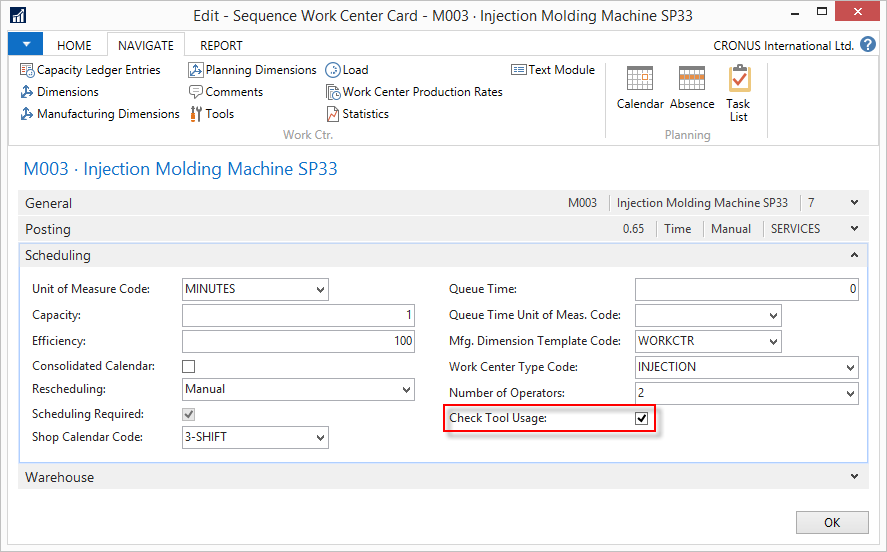 Edit - Sequence Work Center Card - M003 · Injection Molding Machine SP33
HOME NAVIGATE REPORT CRONUS International Ltd. ?
Capacity Ledger Entries Planning Dimensions Load Text Module
Dimensions Comments Work Center Production Rates
Manufacturing Dimensions Tools Statistics
Calendar Absence Task List
Work Ctr. Planning
M003 · Injection Molding Machine SP33
General M003 Injection Molding Machine SP33 7
Posting 0.65 Time Manual SERVICES
Scheduling
Unit of Measure Code: MINUTES Queue Time: 0
Capacity: 1 Queue Time Unit of Meas. Code:
Efficiency: 100 Mfg. Dimension Template Code: WORKCTR
Consolidated Calendar: Work Center Type Code: INJECTION
Rescheduling: Manual Number of Operators: 2
Scheduling Required: Check Tool Usage:
Shop Calendar Code: 3-SHIFT
Warehouse
OK